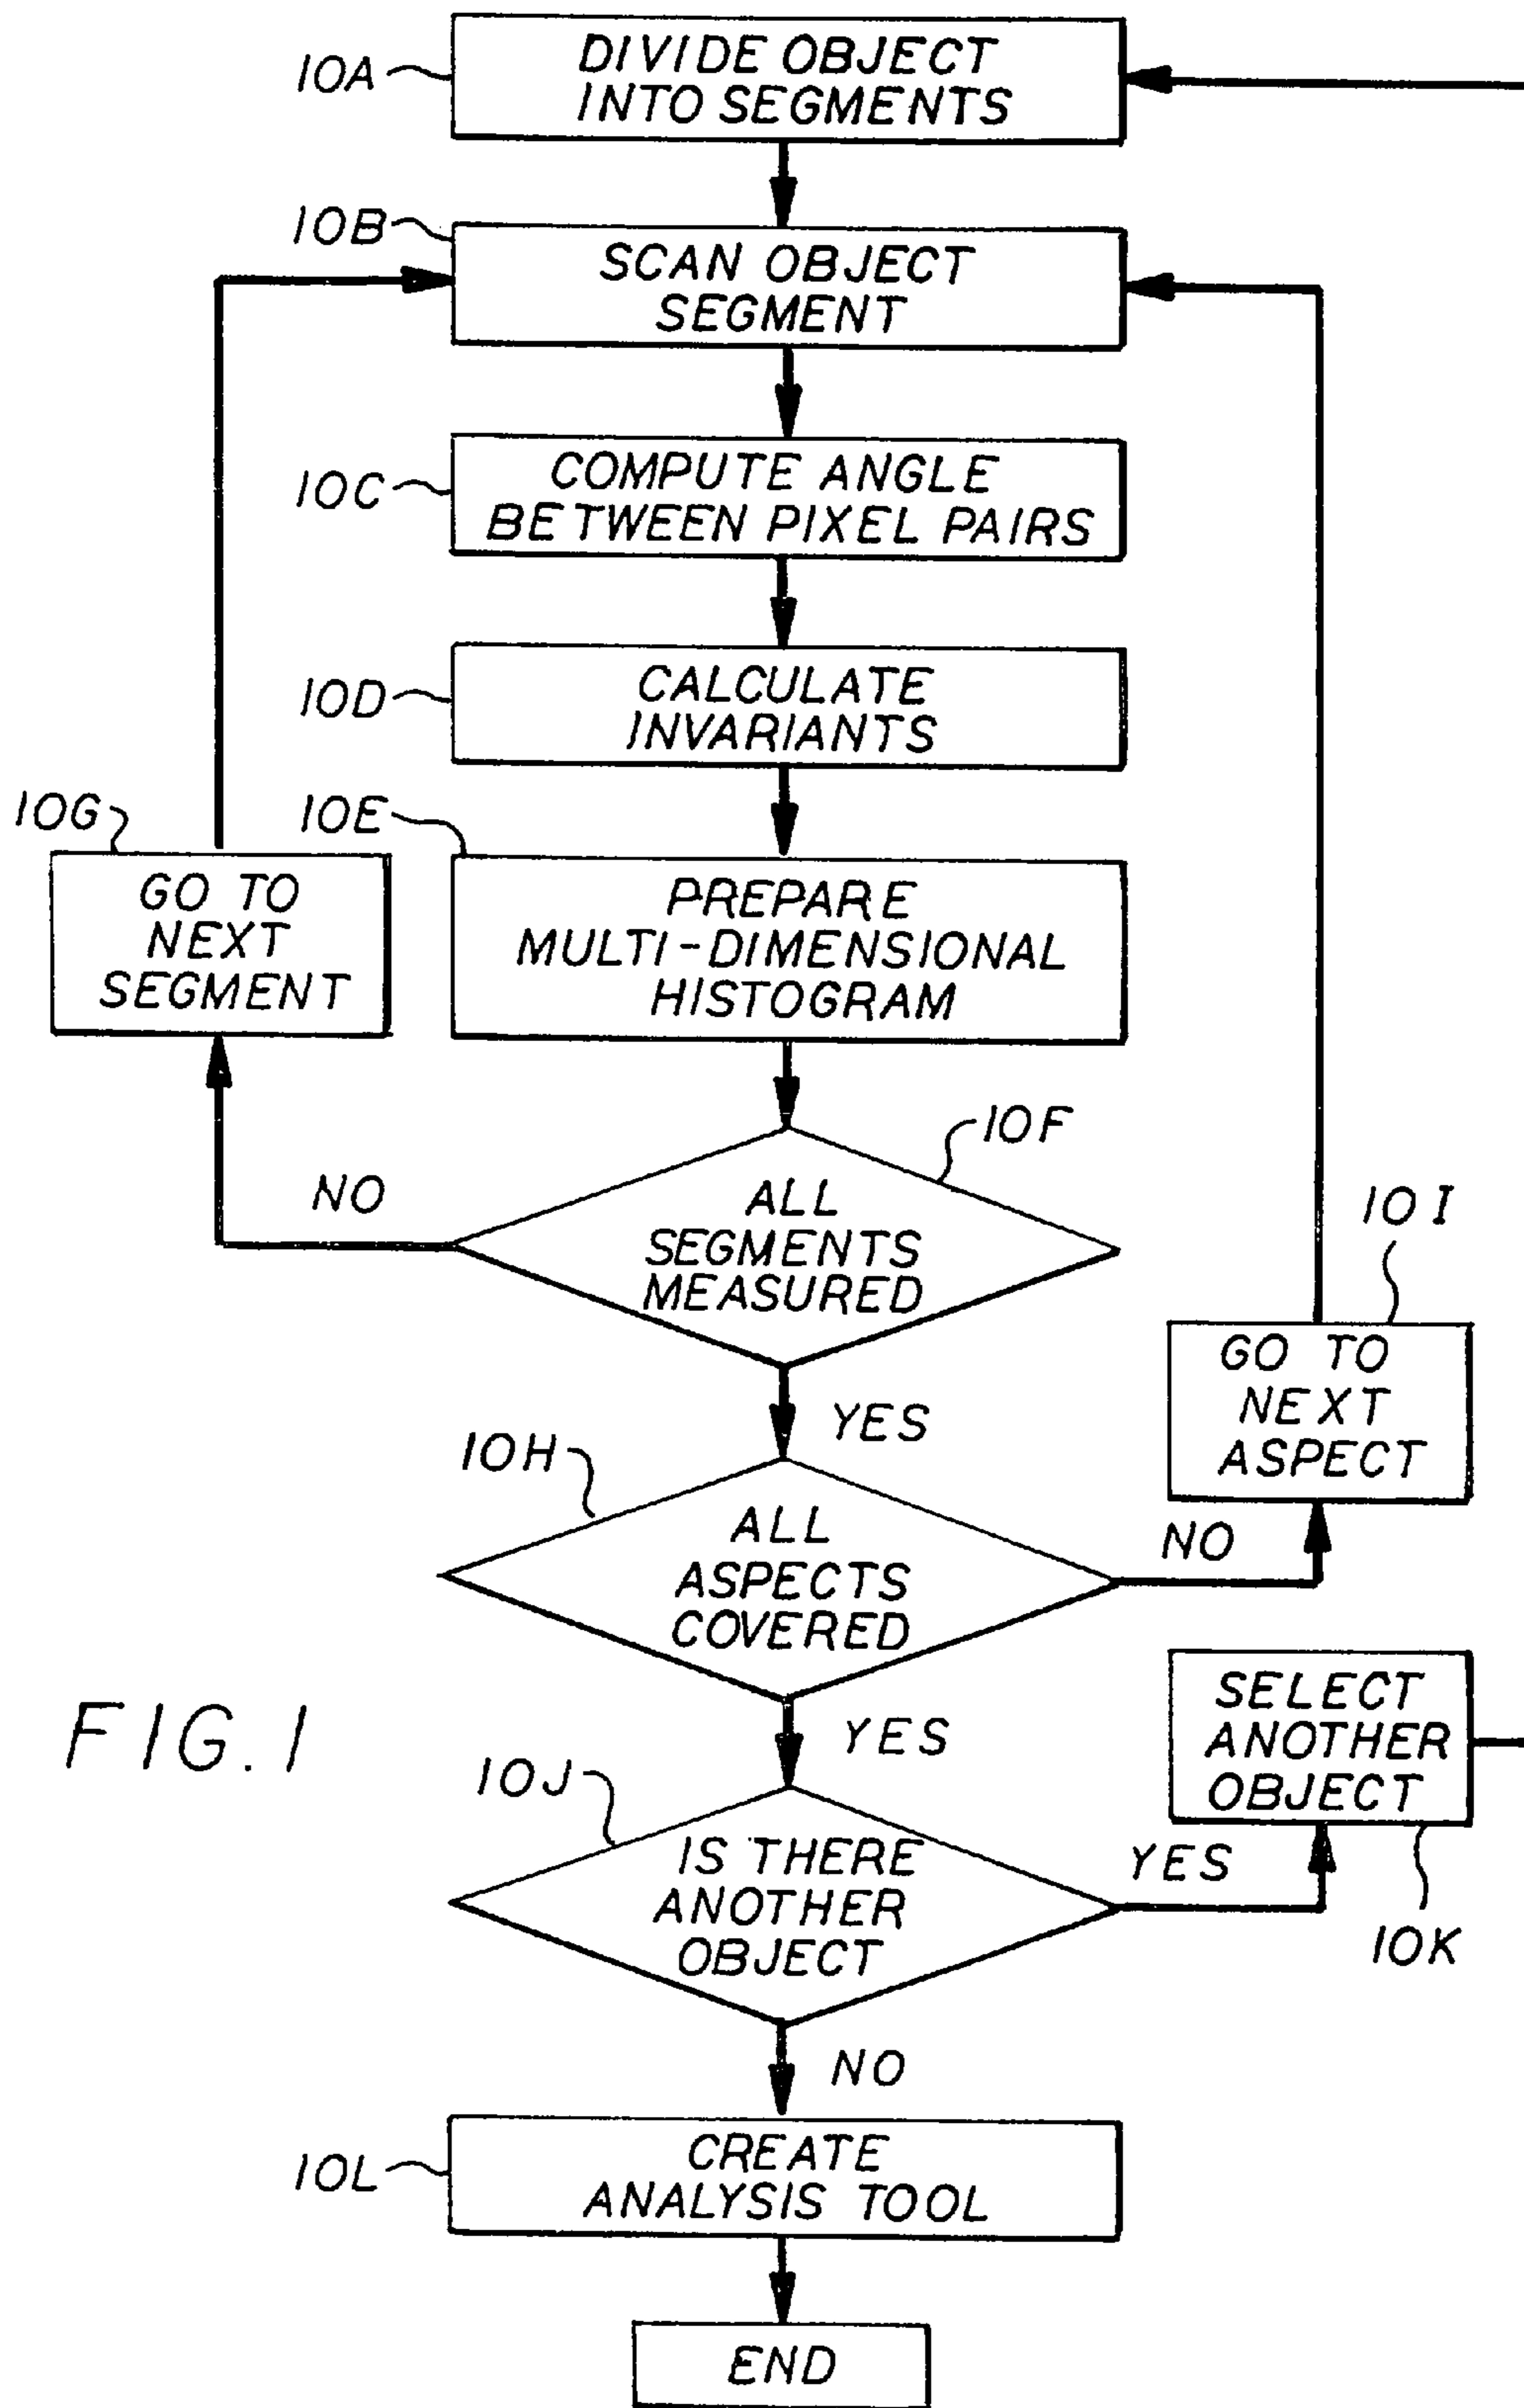 10A
DIVIDE OBJECT
INTO SEGMENTS
10B
SCAN OBJECT
SEGMENT
10C
COMPUTE ANGLE
BETWEEN PIXEL PAIRS
10D
CALCULATE
INVARIANTS
10G
GO TO
NEXT
SEGMENT
10E
PREPARE
MULTI-DIMENSIONAL
HISTOGRAM
10F
ALL
SEGMENTS
MEASURED
NO
YES
10I
GO TO
NEXT
ASPECT
10H
ALL
ASPECTS
COVERED
NO
YES
FIG. 1
10J
IS THERE
ANOTHER
OBJECT
YES
SELECT
ANOTHER
OBJECT
10K
NO
10L
CREATE
ANALYSIS TOOL
END